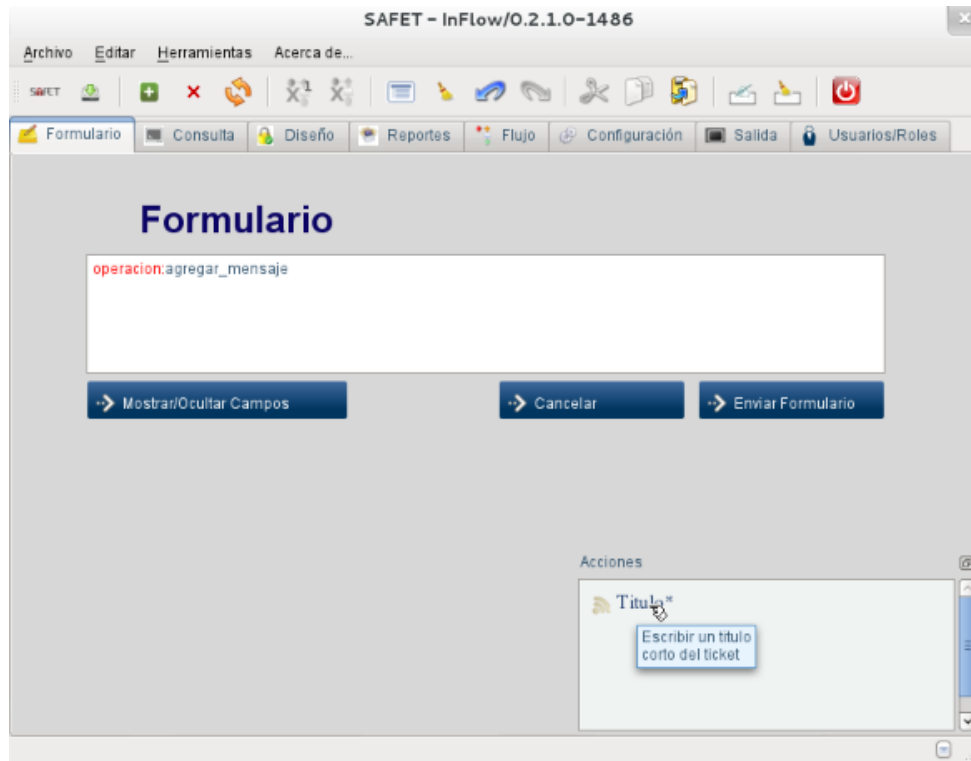 SAFET - InFlow/0.2.1.0-1486
Archivo Editar Herramientas Acerca de...
SAFET
Formulario Consulta Diseño Reportes Flujo Configuración Salida Usuarios/Roles
Formulario
operacion:agregar_mensaje
Mostrar/Ocultar Campos Cancelar Enviar Formulario
Acciones
Titulo*
Escribir un titulo
corto del ticket